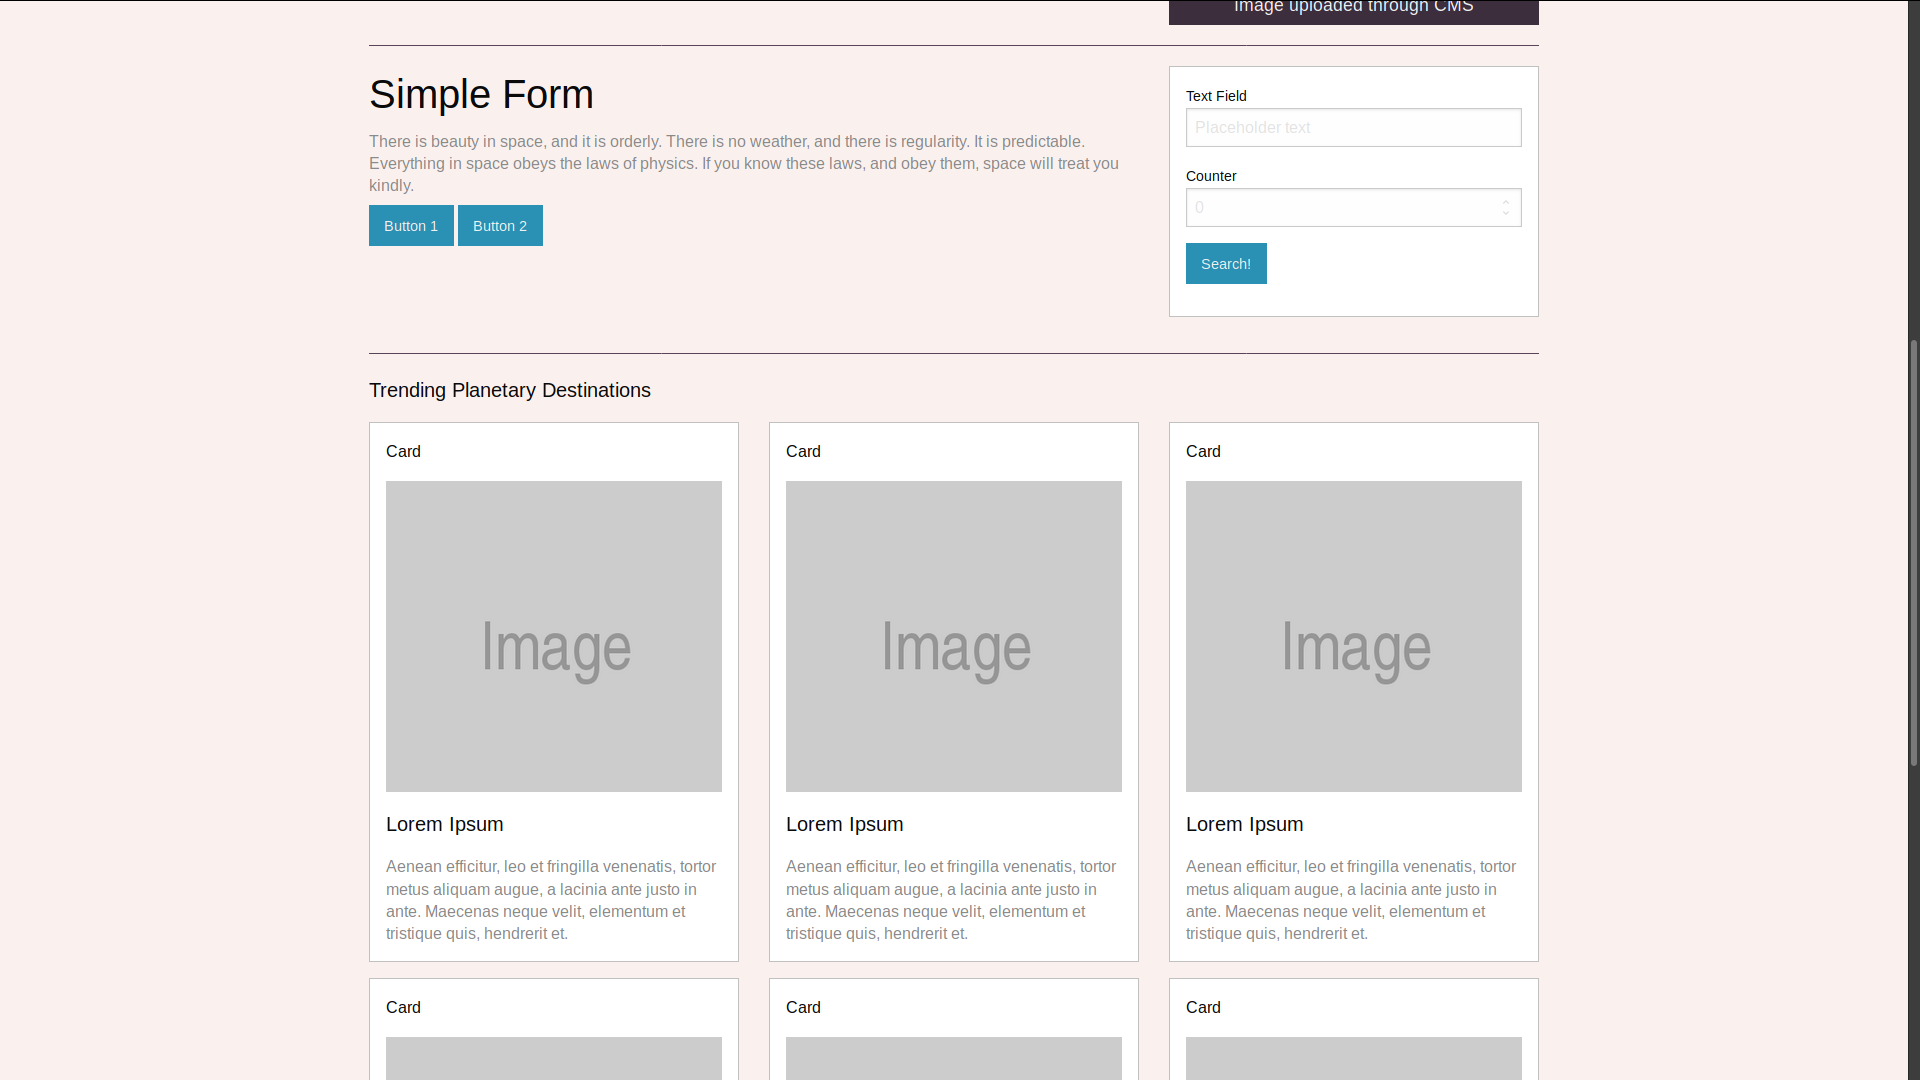 Image uploaded through CMS
Simple Form
There is beauty in space, and it is orderly. There is no weather, and there is regularity. It is predictable.
Everything in space obeys the laws of physics. If you know these laws, and obey them, space will treat you
kindly.
Button 1 Button 2
Text Field
Placeholder text
Counter
0
Search!
Trending Planetary Destinations
Card
Image
Lorem Ipsum
Aenean efficitur, leo et fringilla venenatis, tortor
metus aliquam augue, a lacinia ante justo in
ante. Maecenas neque velit, elementum et
tristique quis, hendrerit et.
Card
Image
Lorem Ipsum
Aenean efficitur, leo et fringilla venenatis, tortor
metus aliquam augue, a lacinia ante justo in
ante. Maecenas neque velit, elementum et
tristique quis, hendrerit et.
Card
Image
Lorem Ipsum
Aenean efficitur, leo et fringilla venenatis, tortor
metus aliquam augue, a lacinia ante justo in
ante. Maecenas neque velit, elementum et
tristique quis, hendrerit et.
Card
Card
Card